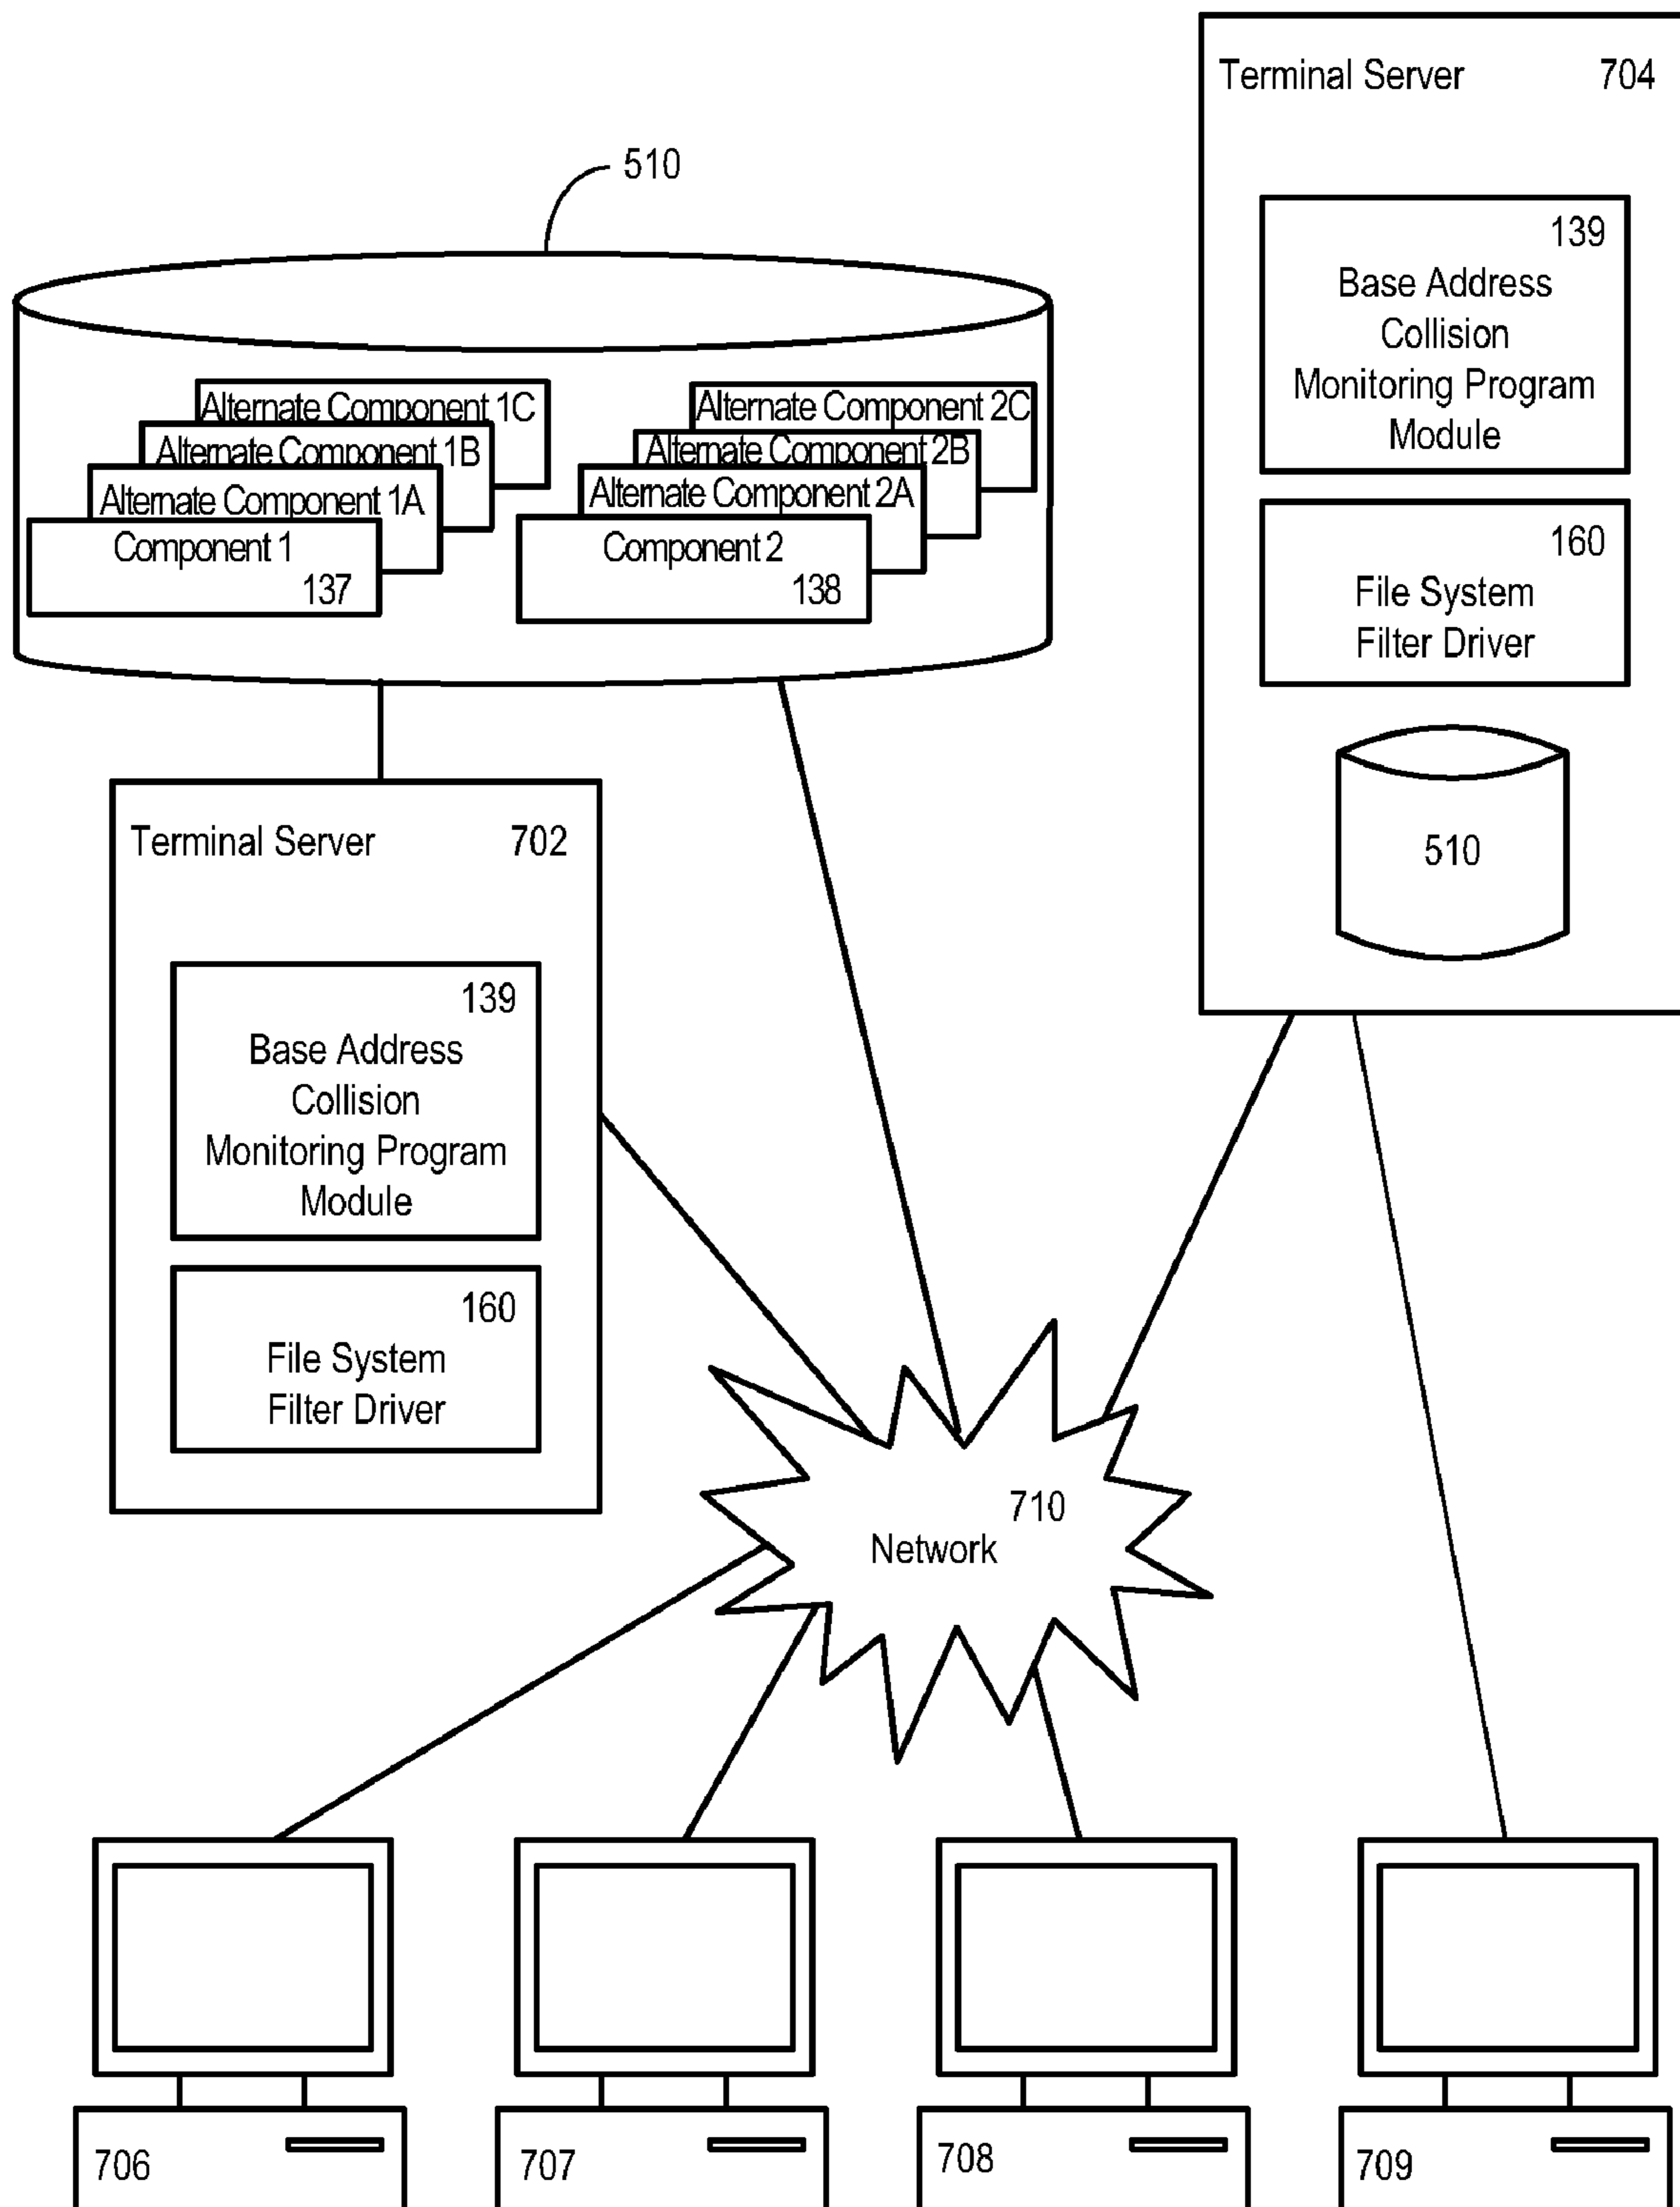 Terminal Server 704
139
Base Address
Collision
Monitoring Program
Module
160
File System
Filter Driver
510
510
Alternate Component 1C
Alternate Component 1B
Alternate Component 1A
Component 1
137
Alternate Component 2C
Alternate Component 2B
Alternate Component 2A
Component 2
138
Terminal Server 702
139
Base Address
Collision
Monitoring Program
Module
160
File System
Filter Driver
710
Network
706
707
708
709